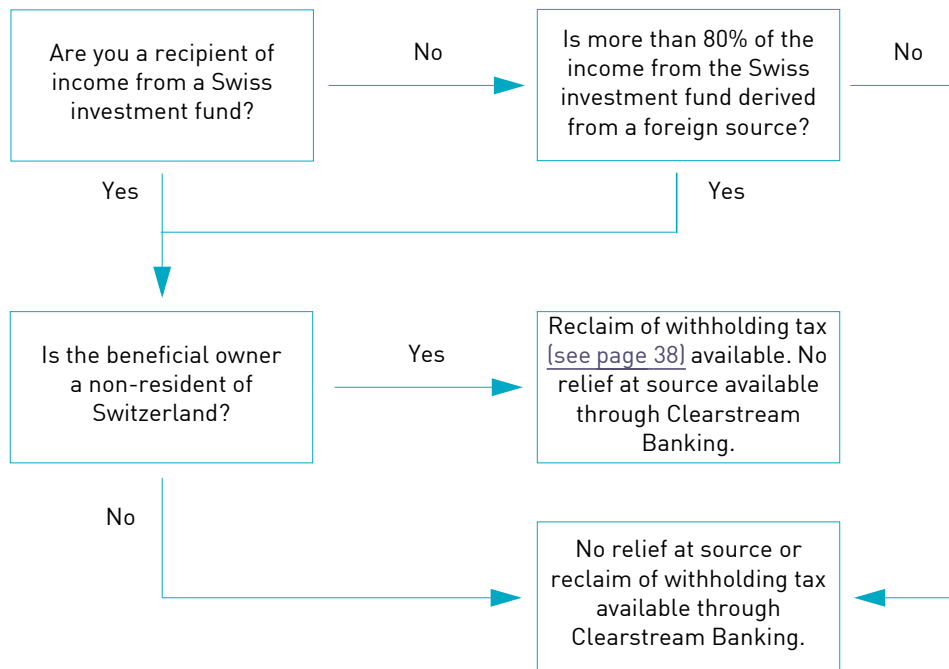 Are you a recipient of
income from a Swiss
investment fund?
No
Is more than 80% of the
income from the Swiss
investment fund derived
from a foreign source?
No
Yes
Yes
Is the beneficial owner
a non-resident of
Switzerland?
Yes
Reclaim of withholding tax
(see page 38) available. No
relief at source available
through Clearstream
Banking.
No
No relief at source or
reclaim of withholding tax
available through
Clearstream Banking.